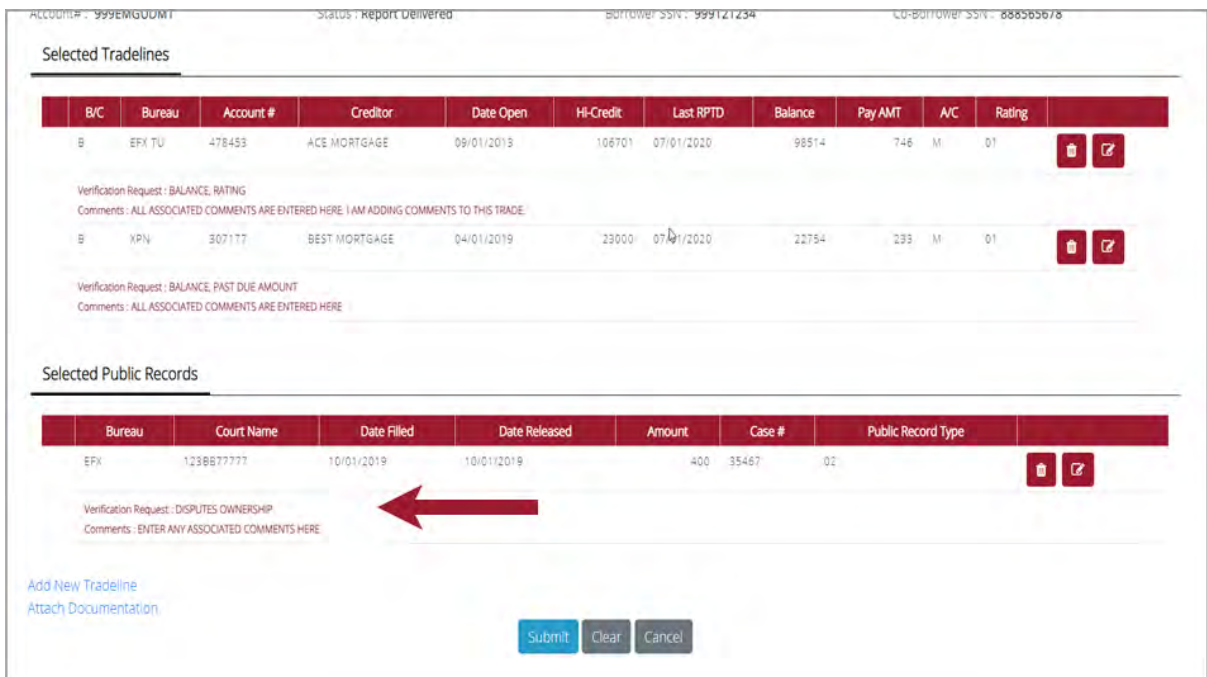 Account# : 999EMGUDMT Status : Report Delivered Borrower SSN : 999121234 Co-Borrower SSN : 888565678
Selected Tradelines
B/C Bureau Account # Creditor Date Open Hi-Credit Last RPTD Balance Pay AMT A/C Rating
B EFX TU 478453 ACE MORTGAGE 09/01/2013 106701 07/01/2020 98514 746 M 01
Verification Request : BALANCE, RATING
Comments : ALL ASSOCIATED COMMENTS ARE ENTERED HERE. I AM ADDING COMMENTS TO THIS TRADE.
B XPN 307177 BEST MORTGAGE 04/01/2019 23000 07/01/2020 22754 233 M 01
Verification Request : BALANCE, PAST DUE AMOUNT
Comments : ALL ASSOCIATED COMMENTS ARE ENTERED HERE
Selected Public Records
Bureau Court Name Date Filled Date Released Amount Case # Public Record Type
EFX 123BB77777 10/01/2019 10/01/2019 400 35467 02
Verification Request : DISPUTES OWNERSHIP
Comments : ENTER ANY ASSOCIATED COMMENTS HERE
Add New Tradeline
Attach Documentation
Submit Clear Cancel